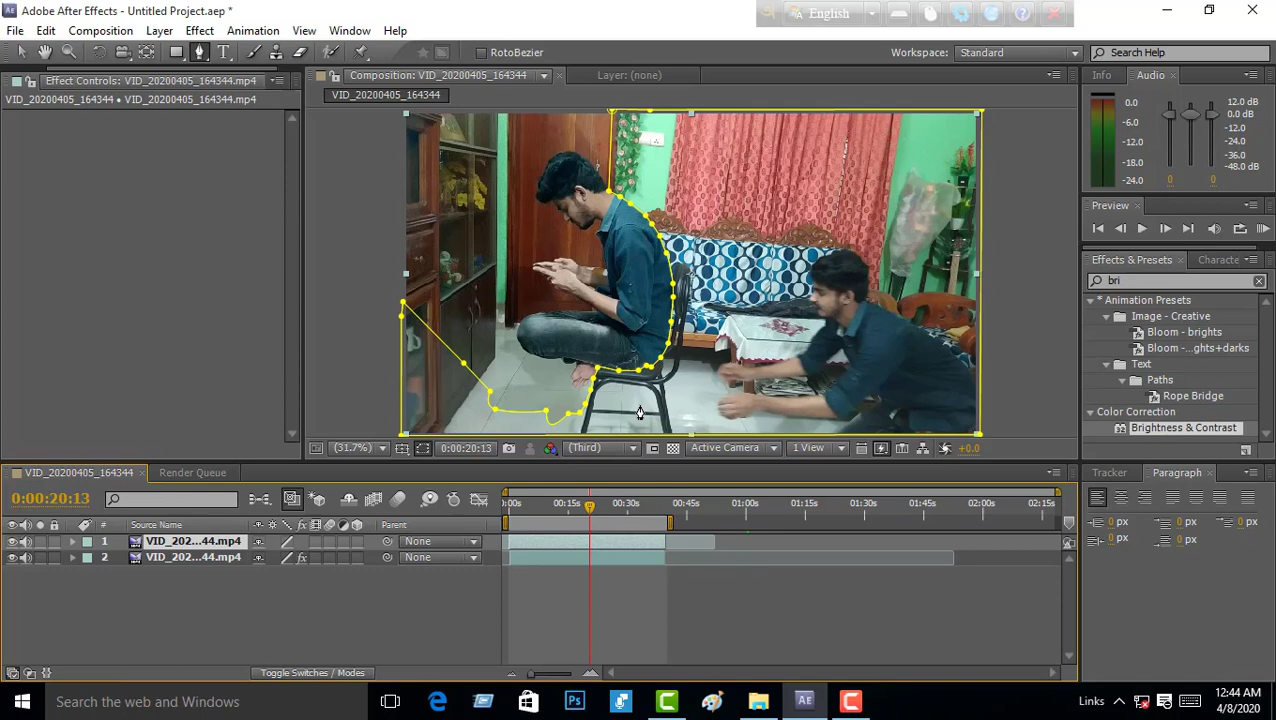 Adobe After Effects - Untitled Project.aep *
English
File Edit Composition Layer Effect Animation View Window Help
RotoBezier
Workspace: Standard
Search Help
Effect Controls: VID_20200405_164344.mp4
Composition: VID_20200405_164344
Layer: (none)
Info Audio
VID_20200405_164344 • VID_20200405_164344.mp4
VID_20200405_164344
0.0
-6.0
-12.0
-18.0
-24.0
12.0 dB
0.0 dB
-12.0
-24.0
-36.0
-48.0 dB
0 0
Preview
Effects & Presets Characte
bri
* Animation Presets
Image - Creative
Bloom - brights
Bloom - ...ghts+darks
Text
Paths
Rope Bridge
Color Correction
Brightness & Contrast
(31.7%) 0:00:20:13 (Third) Active Camera 1 View +0.0
VID_20200405_164344 Render Queue
Tracker Paragraph
0:00:20:13
:00s 00:15s 00:30s 00:45s 01:00s 01:15s 01:30s 01:45s 02:00s 02:15s
# Source Name Parent
1 VID_202...44.mp4 None
2 VID_202...44.mp4 None
0 px 0 px 0 px
0 px 0 px
Toggle Switches / Modes
Search the web and Windows
Links
12:44 AM
4/8/2020